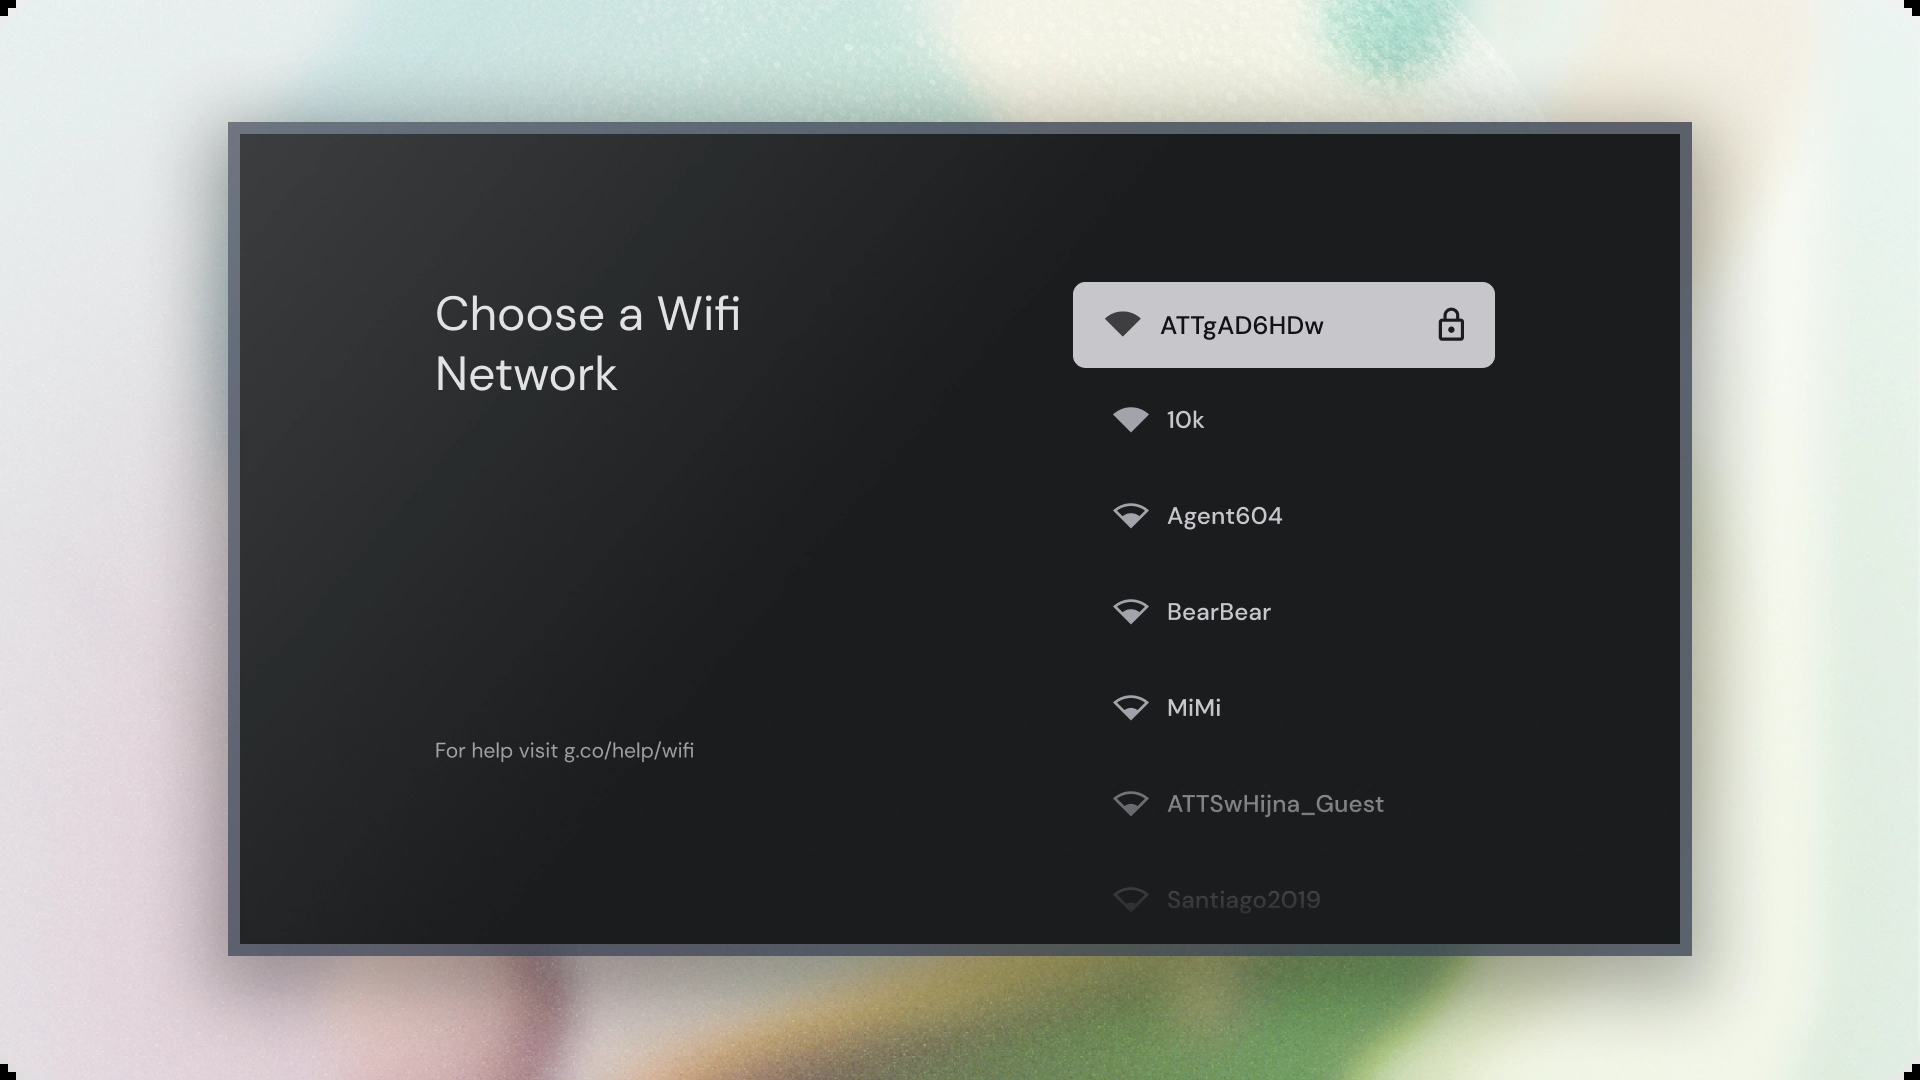 Choose a Wifi
Network
For help visit g.co/help/wifi
ATTgAD6HDw
10k
Agent604
BearBear
MiMi
ATTSwHijna_Guest
Santiago2019